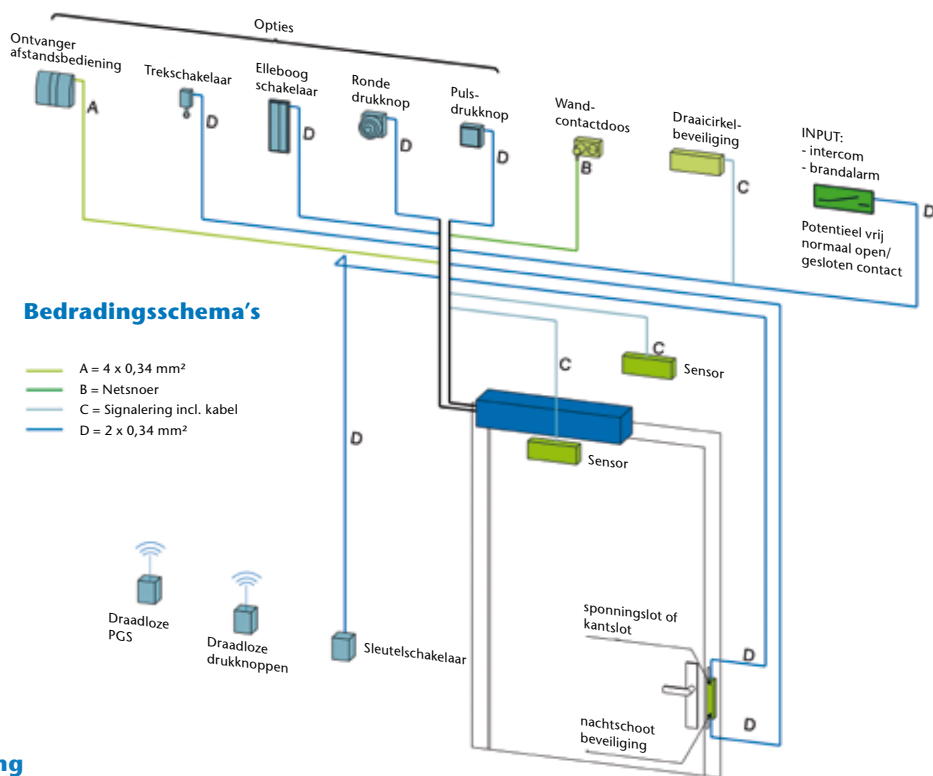 Opties
Ontvanger
afstandsbediening
A
Trekschakelaar
D
Elleboog
schakelaar
D
Ronde
drukknop
D
Puls-
drukknop
D
Wand-
contactdoos
B
Draaicirkel-
beveiliging
C
INPUT:
- intercom
- brandalarm
D
Potentieel vrij
normaal open/
gesloten contact
Bedradingsschema's
A = 4 x 0,34 mm²
B = Netsnoer
C = Signalering incl. kabel
D = 2 x 0,34 mm²
C
Sensor
C
Sensor
D
Draadloze
PGS
Draadloze
drukknoppen
Sleutelschakelaar
sponningslot of
kantslot
D
D
nachtschoot
beveiliging
ng